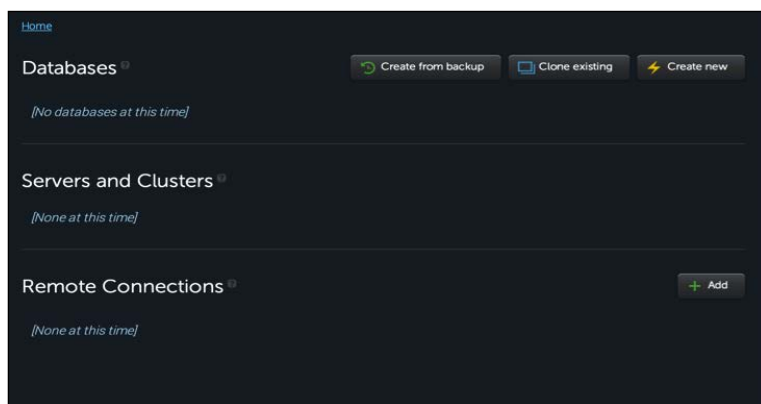 Home
Databases
Create from backup
Clone existing
Create new
[No databases at this time]
Servers and Clusters
[None at this time]
Remote Connections
Add
[None at this time]